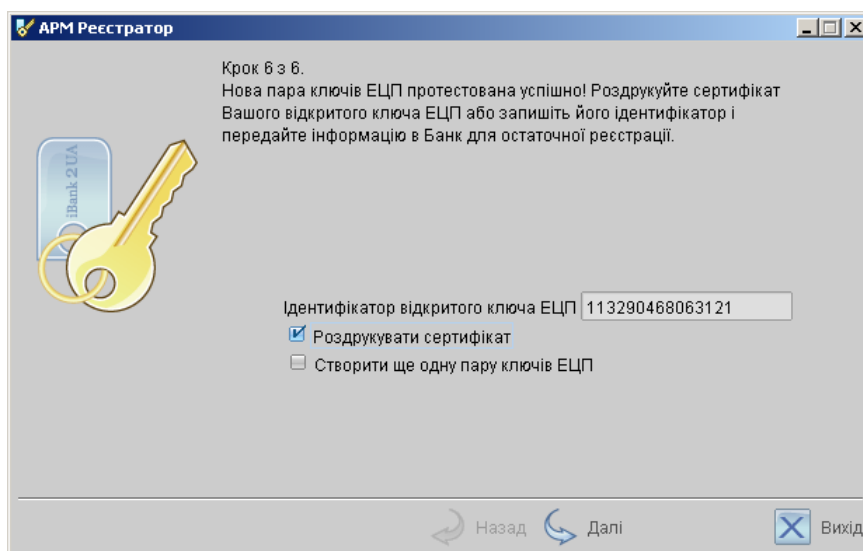 АРМ Реєстратор
Крок 6 з 6.
Нова пара ключів ЕЦП протестована успішно! Роздрукуйте сертифікат
Вашого відкритого ключа ЕЦП або запишіть його ідентифікатор і
передайте інформацію в Банк для остаточної реєстрації.
iBank 2 UA
Ідентифікатор відкритого ключа ЕЦП 113290468063121
Роздрукувати сертифікат
Створити ще одну пару ключів ЕЦП
Назад Далі Вихід